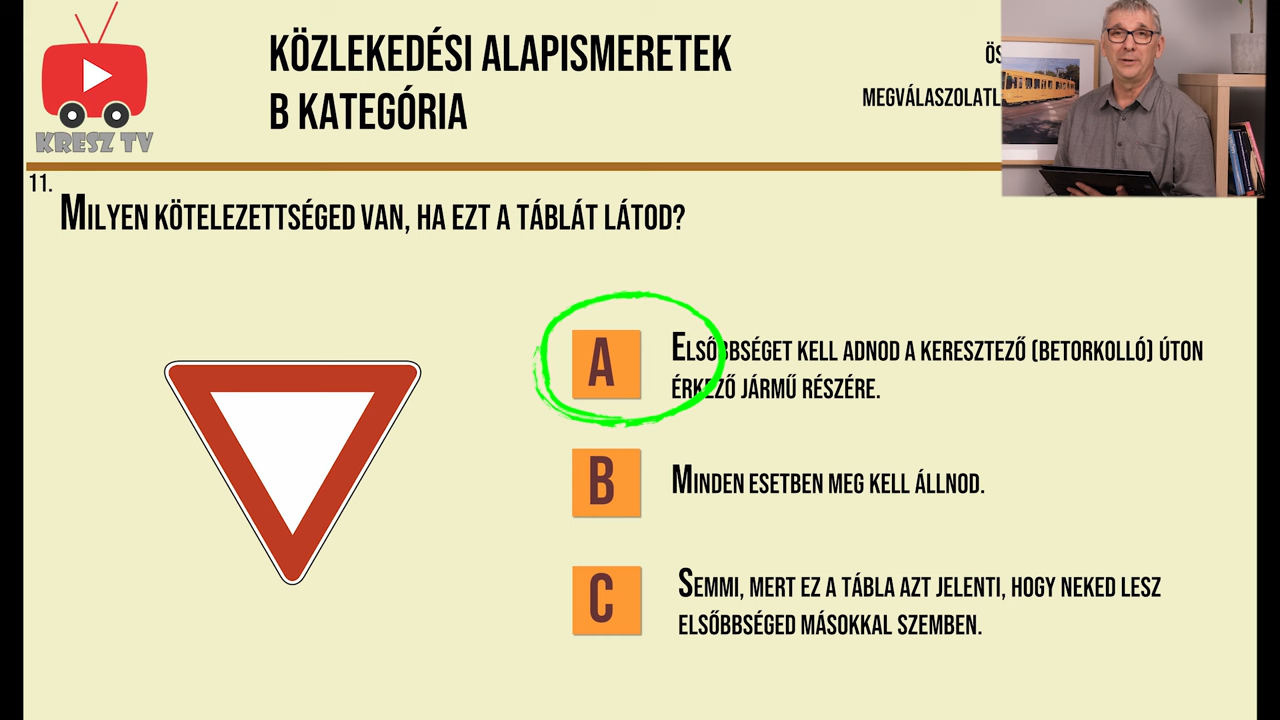 KRESZ TV
KÖZLEKEDÉSI ALAPISMERETEK
B KATEGÓRIA
11.
MILYEN KÖTELEZETTSÉGED VAN, HA EZT A TÁBLÁT LÁTOD?
A
ELSŐBBSÉGET KELL ADNOD A KERESZTEZŐ (BETORKOLLÓ) ÚTON
ÉRKEZŐ JÁRMŰ RÉSZÉRE.
B
MINDEN ESETBEN MEG KELL ÁLLNOD.
C
SEMMI, MERT EZ A TÁBLA AZT JELENTI, HOGY NEKED LESZ
ELSŐBBSÉGED MÁSOKKAL SZEMBEN.